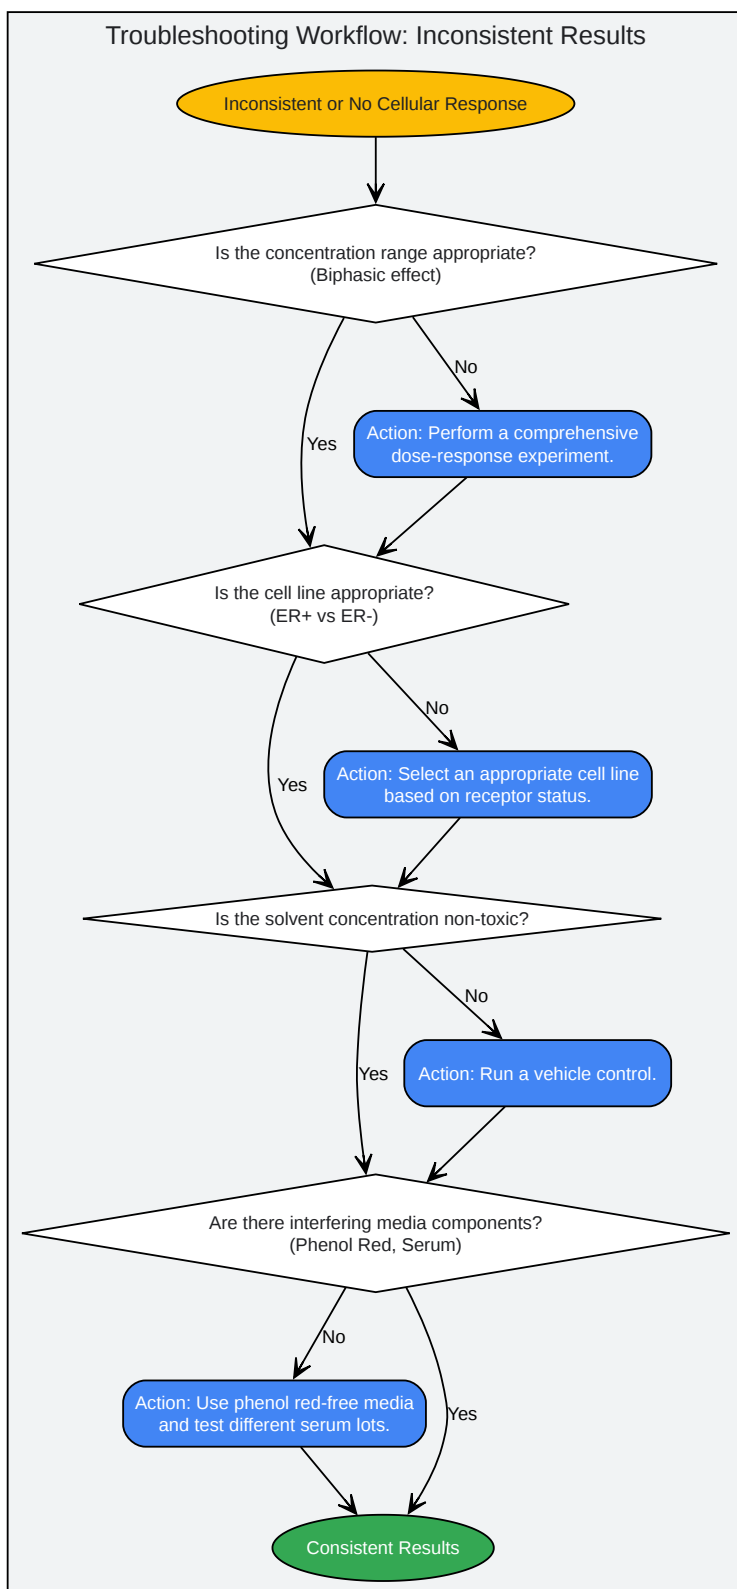 Troubleshooting Workflow: Inconsistent Results
Inconsistent or No Cellular Response
Is the concentration range appropriate?
(Biphasic effect)
No
Yes
Action: Perform a comprehensive
dose-response experiment.
Is the cell line appropriate?
(ER+ vs ER-)
No
Yes
Action: Select an appropriate cell line
based on receptor status.
Is the solvent concentration non-toxic?
No
Yes
Action: Run a vehicle control.
Are there interfering media components?
(Phenol Red, Serum)
No
Yes
Action: Use phenol red-free media
and test different serum lots.
Consistent Results